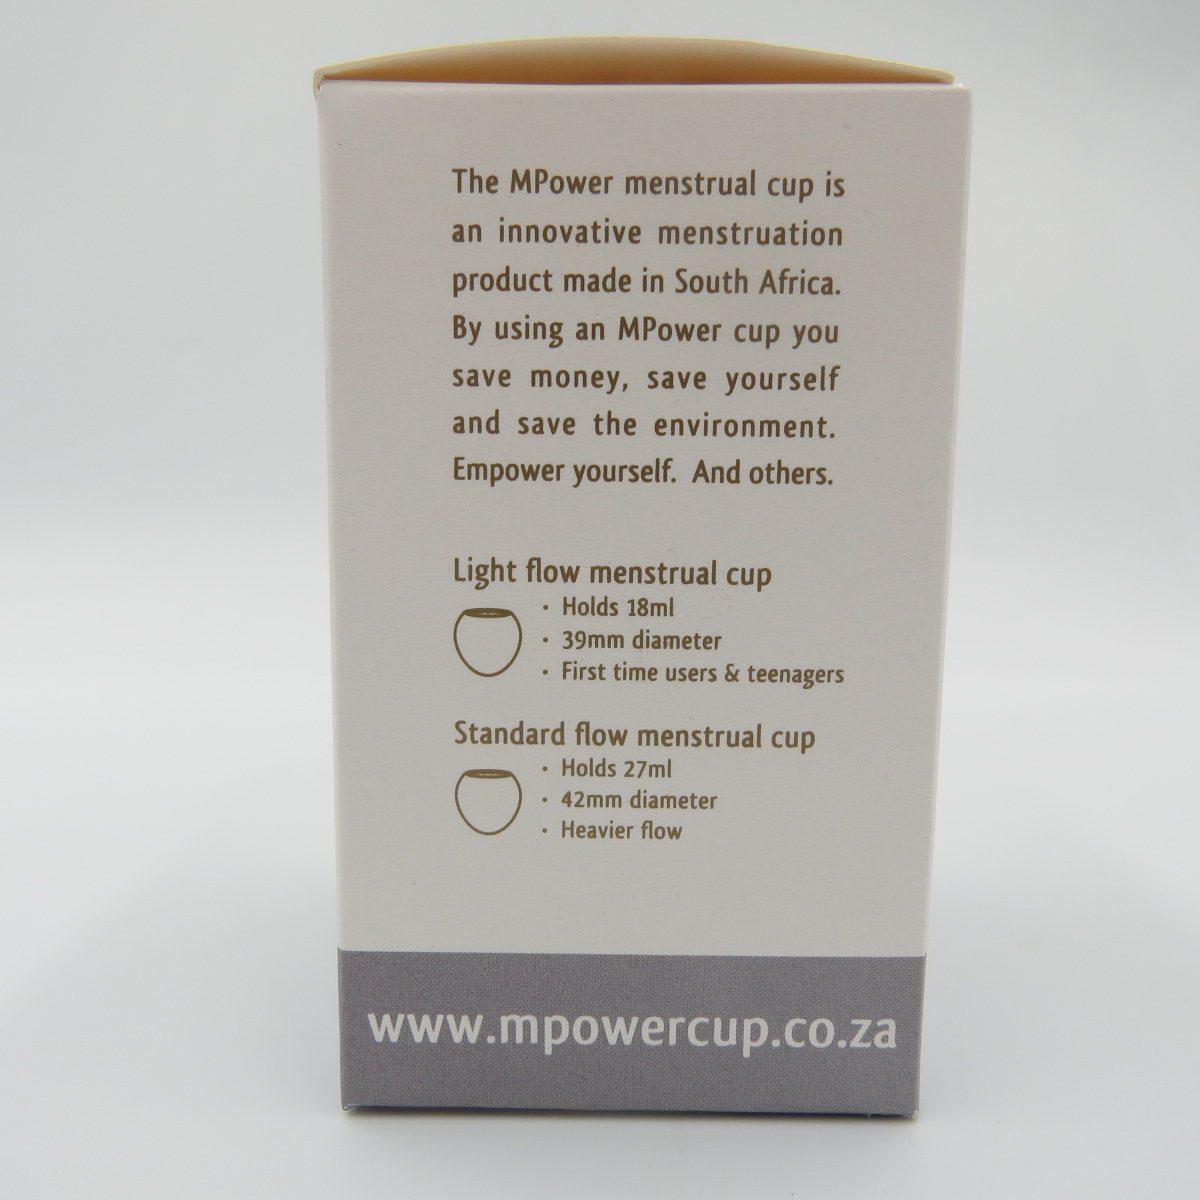 The MPower menstrual cup is
an innovative menstruation
product made in South Africa.
By using an MPower cup you
save money, save yourself
and save the environment.
Empower yourself. And others.
Light flow menstrual cup
· Holds 18ml
· 39mm diameter
· First time users & teenagers
Standard flow menstrual cup
· Holds 27ml
· 42mm diameter
· Heavier flow
www.mpowercup.co.za